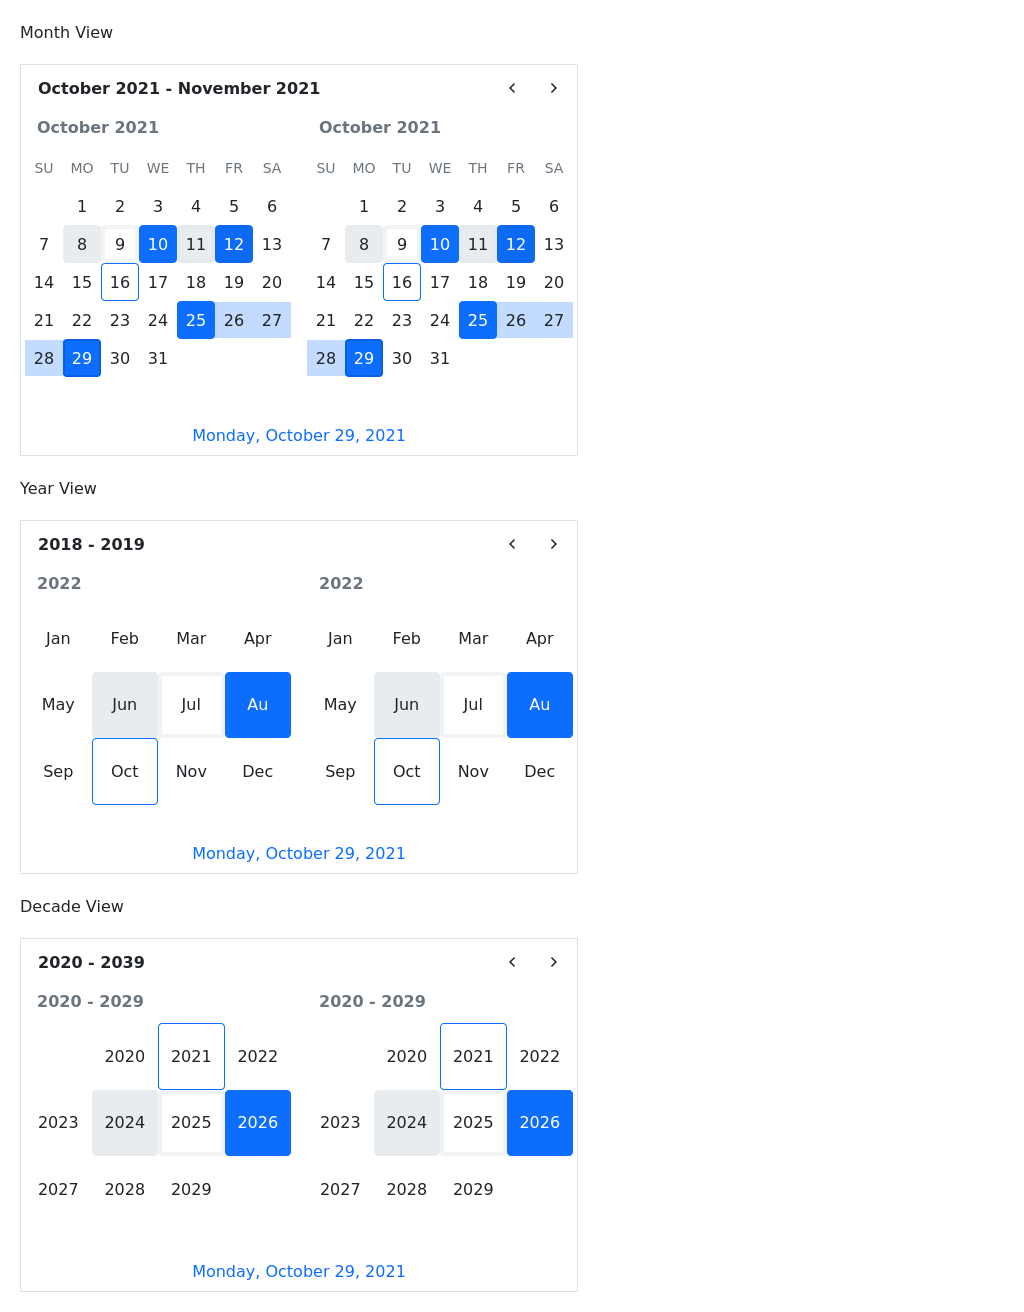 Month View
October 2021 - November 2021
October 2021 October 2021
SU MO TU WE TH FR SA SU MO TU WE TH FR SA
1 2 3 4 5 6 1 2 3 4 5 6
7 8 9 10 11 12 13 7 8 9 10 11 12 13
14 15 16 17 18 19 20 14 15 16 17 18 19 20
21 22 23 24 25 26 27 21 22 23 24 25 26 27
28 29 30 31 28 29 30 31
Monday, October 29, 2021
Year View
2018 - 2019
2022 2022
Jan Feb Mar Apr Jan Feb Mar Apr
May Jun Jul Au May Jun Jul Au
Sep Oct Nov Dec Sep Oct Nov Dec
Monday, October 29, 2021
Decade View
2020 - 2039
2020 - 2029 2020 - 2029
2020 2021 2022 2020 2021 2022
2023 2024 2025 2026 2023 2024 2025 2026
2027 2028 2029 2027 2028 2029
Monday, October 29, 2021